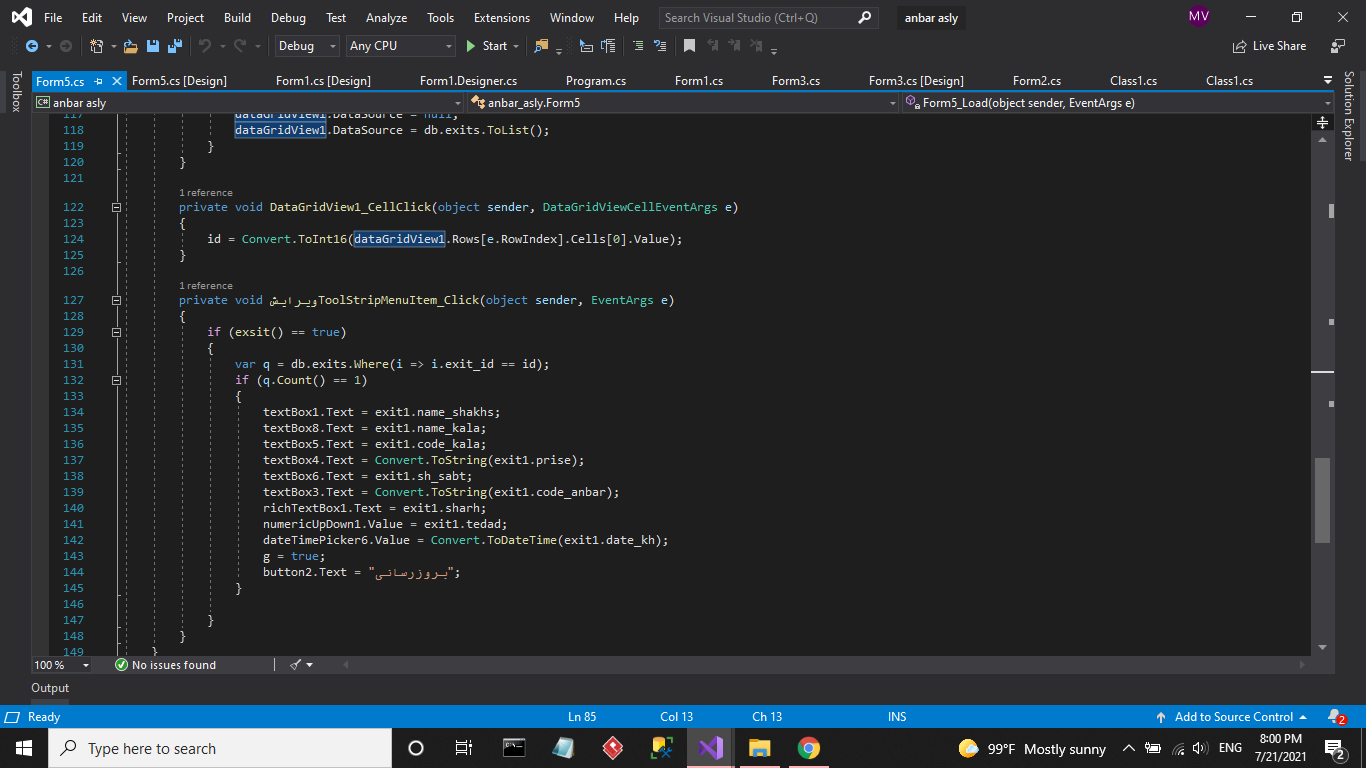 File Edit View Project Build Debug Test Analyze Tools Extensions Window Help Search Visual Studio (Ctrl+Q) anbar asly MV
Debug Any CPU Start Live Share
Form5.cs Form5.cs [Design] Form1.cs [Design] Form1.Designer.cs Program.cs Form1.cs Form3.cs Form3.cs [Design] Form2.cs Class1.cs Class1.cs
Toolbox
Solution Explorer
C# anbar asly anbar_asly.Form5 Form5_Load(object sender, EventArgs e)
117 dataGridView1.DataSource = null;
118 dataGridView1.DataSource = db.exits.ToList();
119 }
120 }
121
1 reference
122 private void DataGridView1_CellClick(object sender, DataGridViewCellEventArgs e)
123 {
124 id = Convert.ToInt16(dataGridView1.Rows[e.RowIndex].Cells[0].Value);
125 }
126
1 reference
127 private void ویرایشToolStripMenuItem_Click(object sender, EventArgs e)
128 {
129 if (exsit() == true)
130 {
131 var q = db.exits.Where(i => i.exit_id == id);
132 if (q.Count() == 1)
133 {
134 textBox1.Text = exit1.name_shakhs;
135 textBox8.Text = exit1.name_kala;
136 textBox5.Text = exit1.code_kala;
137 textBox4.Text = Convert.ToString(exit1.prise);
138 textBox6.Text = exit1.sh_sabt;
139 textBox3.Text = Convert.ToString(exit1.code_anbar);
140 richTextBox1.Text = exit1.sharh;
141 numericUpDown1.Value = exit1.tedad;
142 dateTimePicker6.Value = Convert.ToDateTime(exit1.date_kh);
143 g = true;
144 button2.Text = "بروزرسانی";
145 }
146
147 }
148 }
149 }
100 % No issues found
Output
Ready Ln 85 Col 13 Ch 13 INS Add to Source Control 2
Type here to search 99°F Mostly sunny ENG 8:00 PM
7/21/2021 2